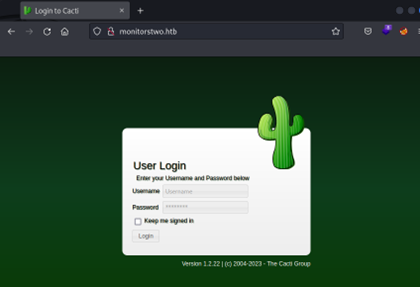 Login to Cacti
monitorstwo.htb
User Login
Enter your Username and Password below
Username Username
Password ********
Keep me signed in
Login
Version 1.2.22 | (c) 2004-2023 - The Cacti Group